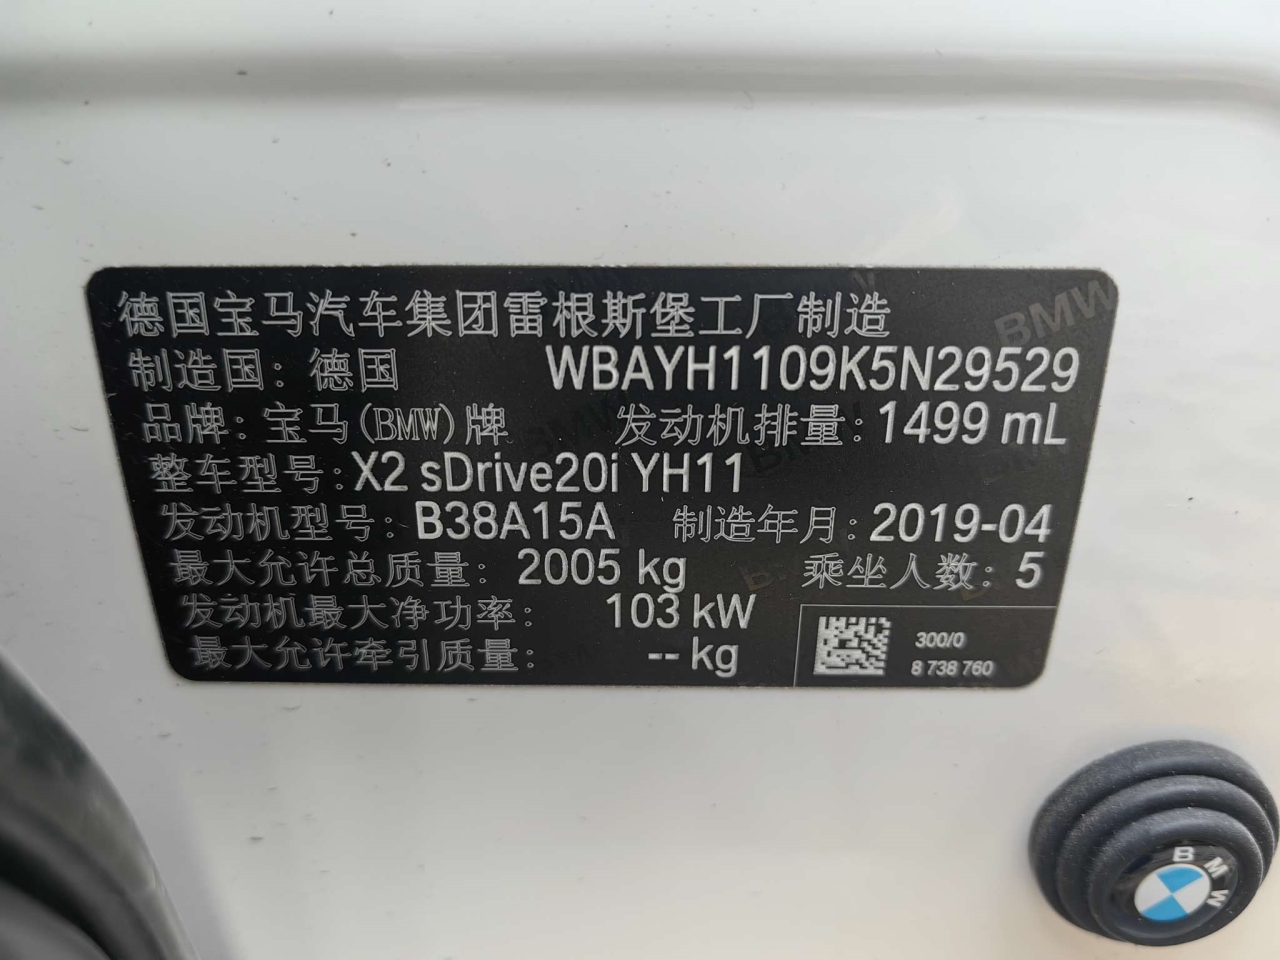 德国宝马汽车集团雷根斯堡工厂制造
制造国：德国 WBAYH1109K5N29529
品牌：宝马(BMW)牌 发动机排量：1499 mL
整车型号：X2 sDrive20i YH11
发动机型号：B38A15A 制造年月：2019-04
最大允许总质量：2005 kg 乘坐人数：5
发动机最大净功率：103 kW
最大允许牵引质量：-- kg
300/0
8 738 760
BMW